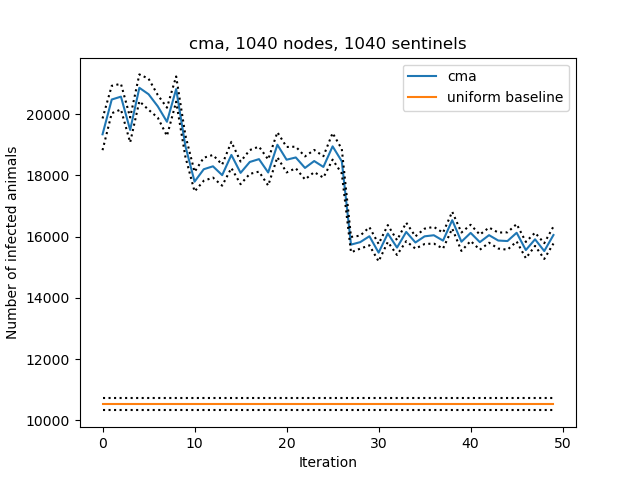 cma, 1040 nodes, 1040 sentinels
cma
uniform baseline
20000
18000
16000
14000
12000
10000
Number of infected animals
0
10
20
30
40
50
Iteration